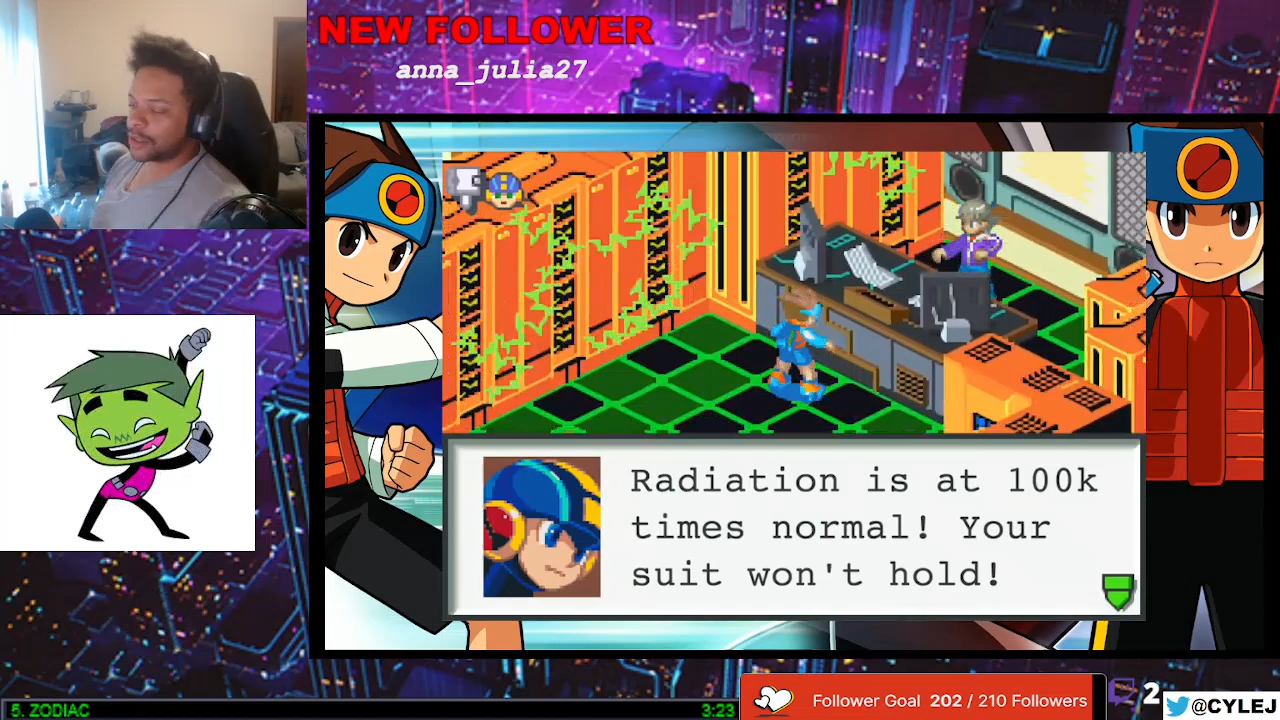 NEW FOLLOWER
anna_julia27
Radiation is at 100k
times normal! Your
suit won't hold!
5. ZODIAC
3:23
Follower Goal 202 / 210 Followers
2
@CYLEJ